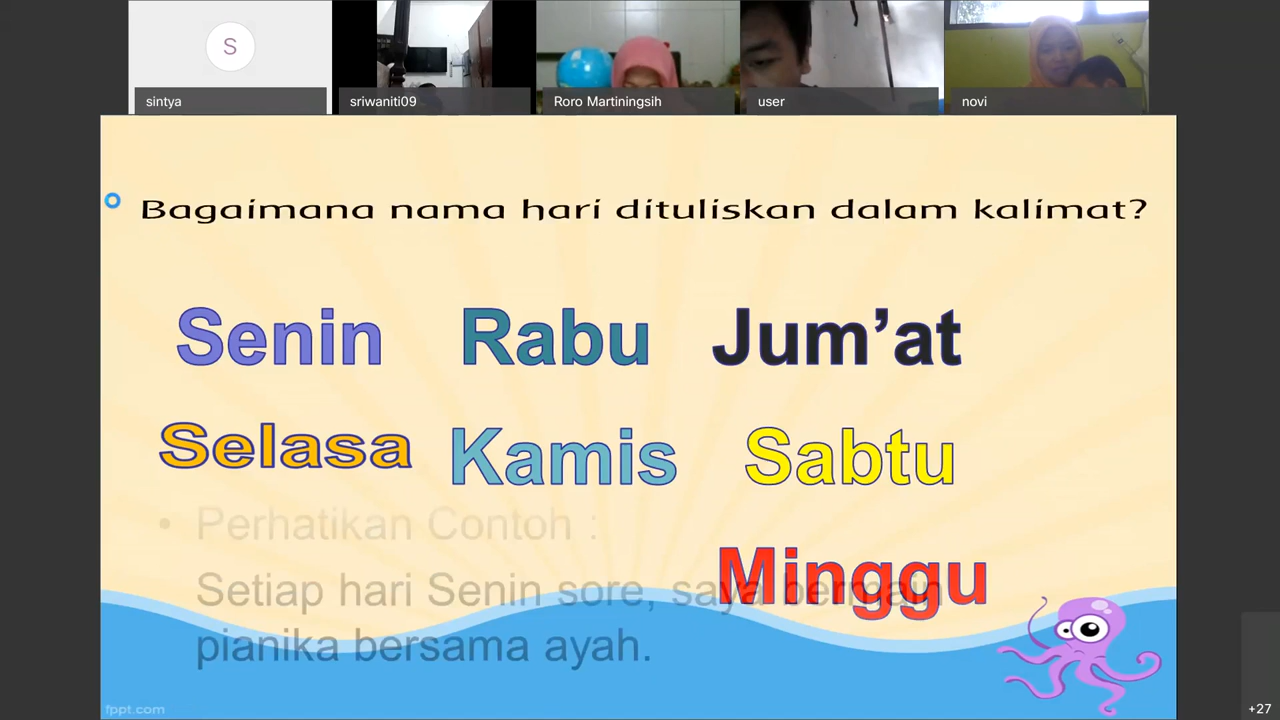 S
sintya
sriwaniti09
Roro Martiningsih
user
novi
Bagaimana nama hari dituliskan dalam kalimat?
Senin Rabu Jum’at
Selasa Kamis Sabtu
• Perhatikan Contoh :
Minggu
Setiap hari Senin sore, saya bermain
pianika bersama ayah.
fppt.com
+27